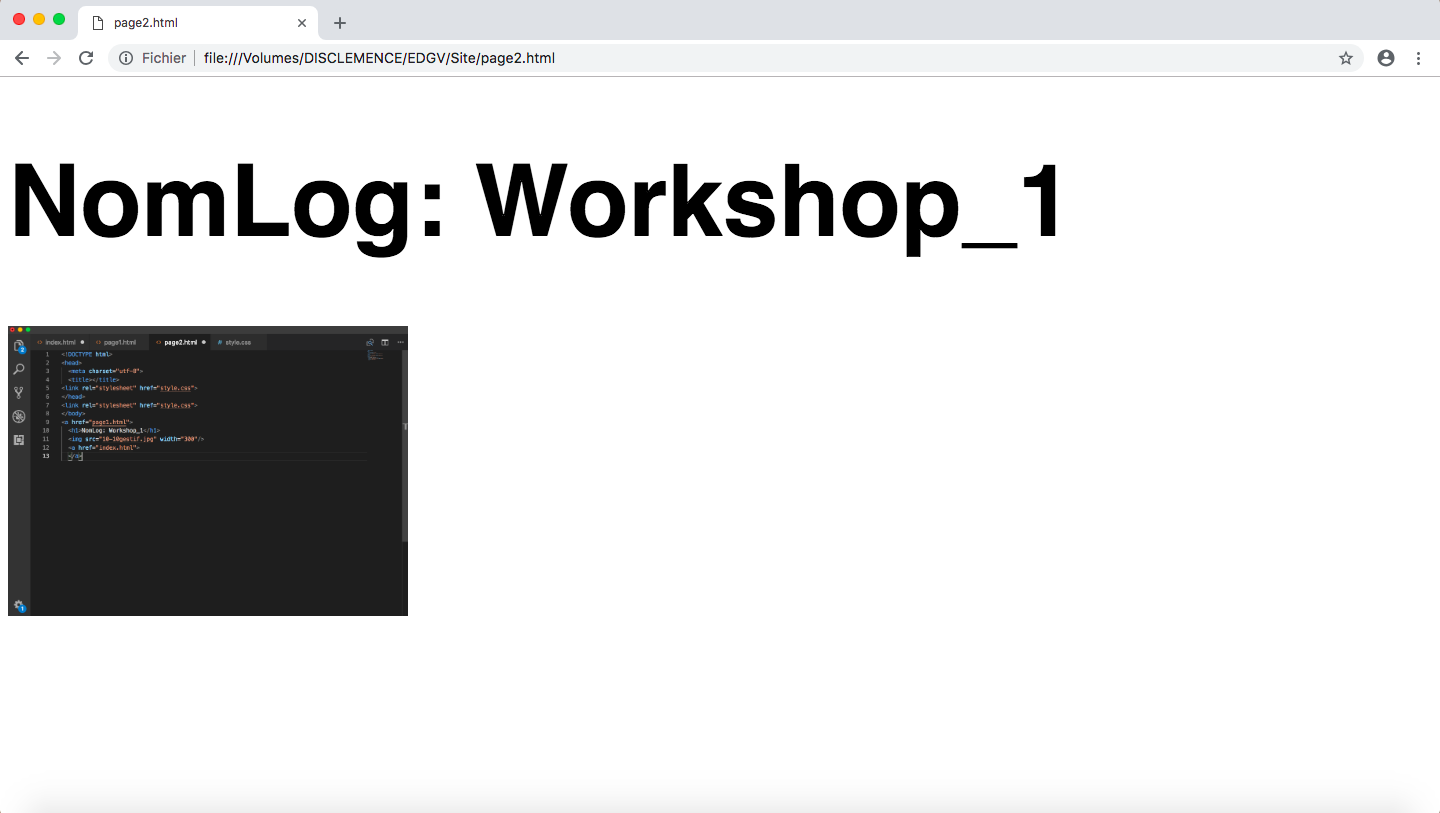 page2.html
Fichier file:///Volumes/DISCLEMENCE/EDGV/Site/page2.html
NomLog: Workshop_1
index.html page1.html page2.html style.css
1 <!DOCTYPE html>
2 <head>
3 <meta charset="utf-8">
4 <title></title>
5 <link rel="stylesheet" href="style.css">
6 </head>
7 <link rel="stylesheet" href="style.css">
8 </body>
9 <a href="page1.html">
10 <h1>NomLog: Workshop_1</h1>
11 <img src="10-10gestif.jpg" width="300"/>
12 <a href="index.html">
13 </a>